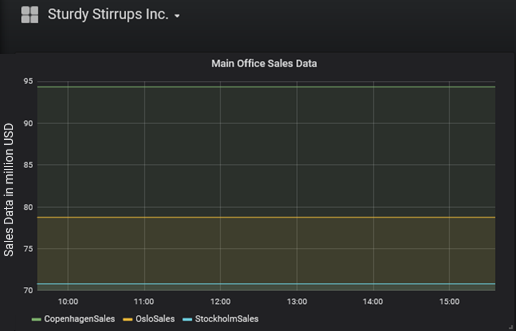 Sturdy Stirrups Inc.
Main Office Sales Data
Sales Data in million USD
95
90
85
80
75
70
10:00 11:00 12:00 13:00 14:00 15:00
CopenhagenSales OsloSales StockholmSales